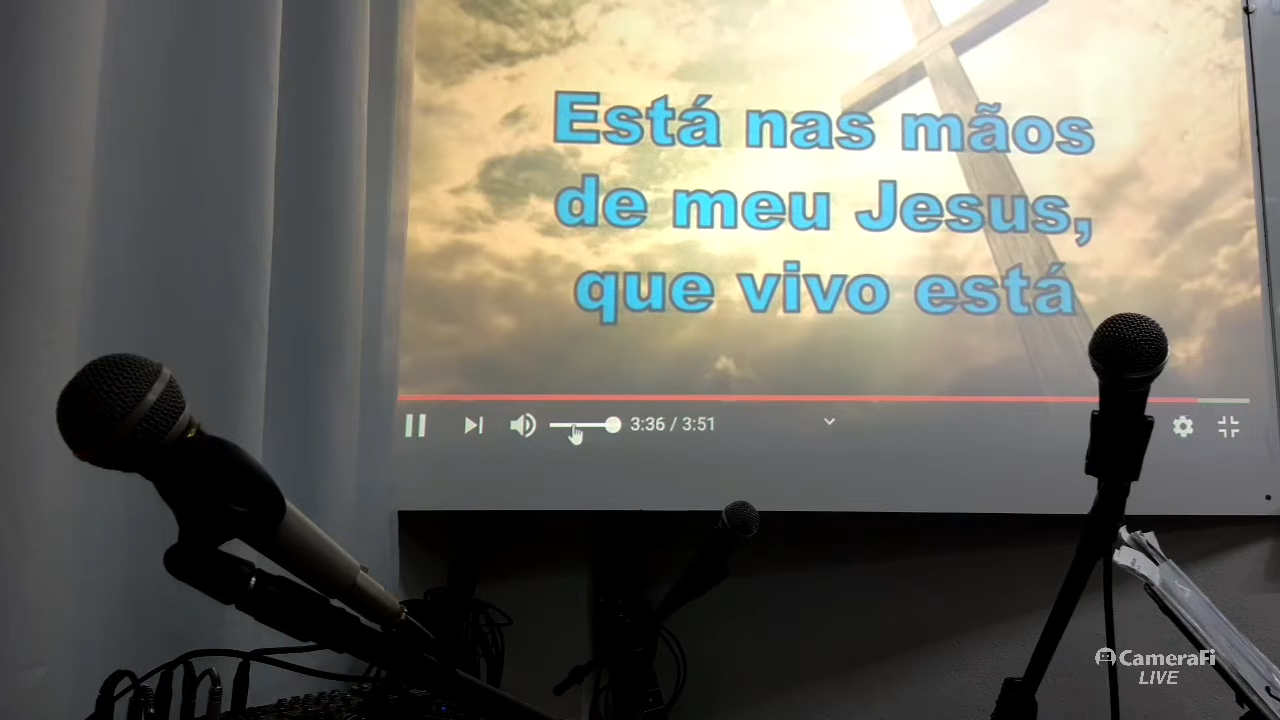 Está nas mãos
de meu Jesus,
que vivo está
3:36 / 3:51
CameraFi
LIVE